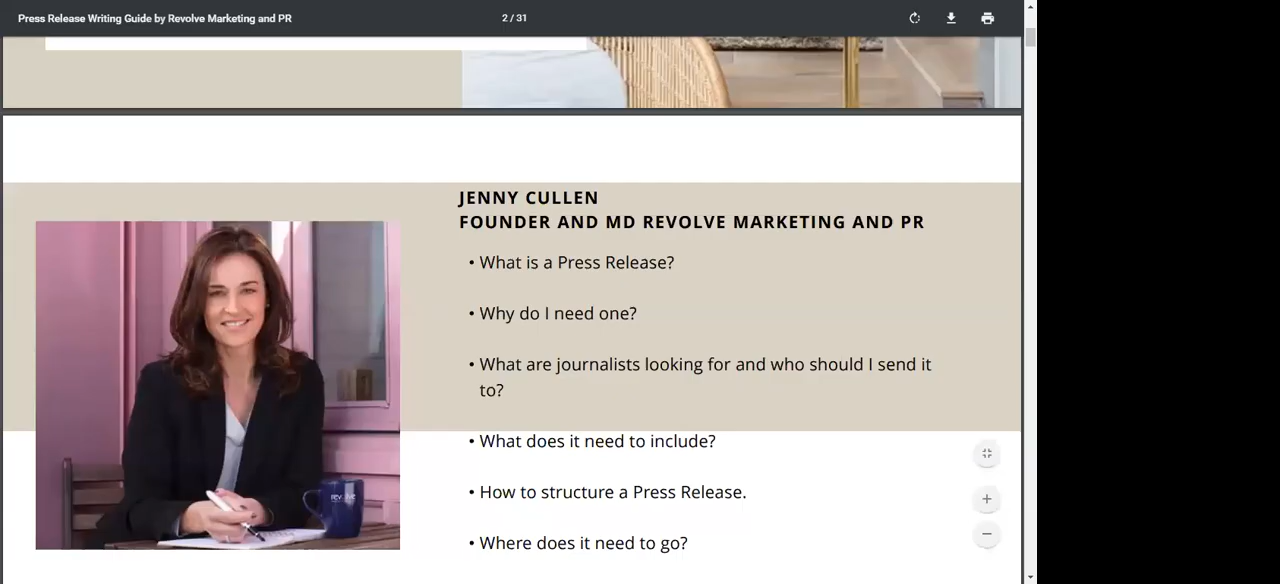 Press Release Writing Guide by Revolve Marketing and PR
2 / 31
JENNY CULLEN
FOUNDER AND MD REVOLVE MARKETING AND PR
• What is a Press Release?
• Why do I need one?
• What are journalists looking for and who should I send it
to?
• What does it need to include?
• How to structure a Press Release.
• Where does it need to go?
revolve